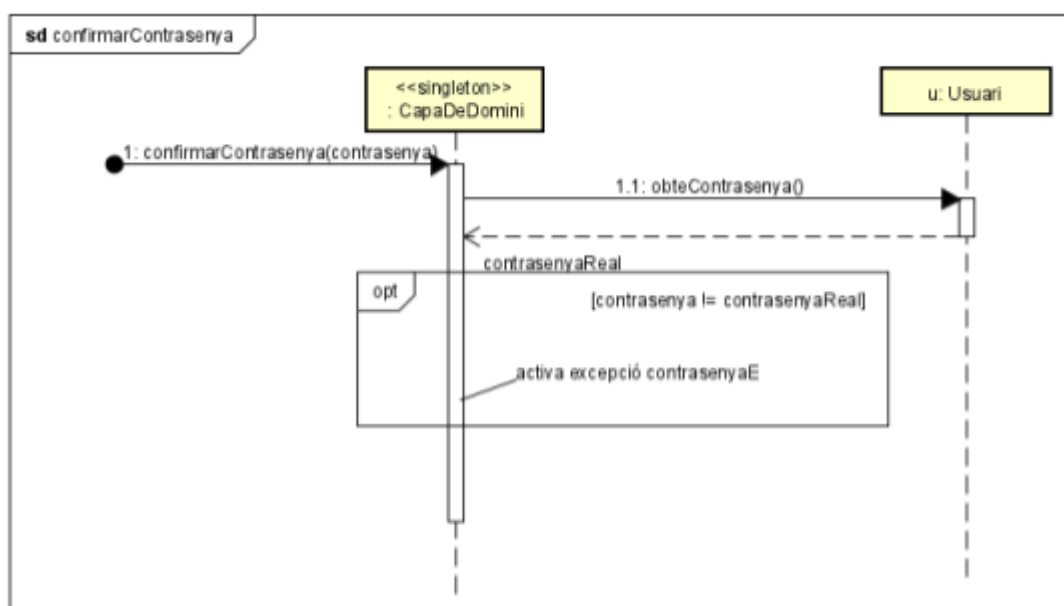 sd confirmarContrasenya
<<singleton>>
: CapaDeDomini
u: Usuari
1: confirmarContrasenya(contrasenya)
1.1: obteContrasenya()
contrasenyaReal
opt
[contrasenya != contrasenyaReal]
activa excepció contrasenyaE